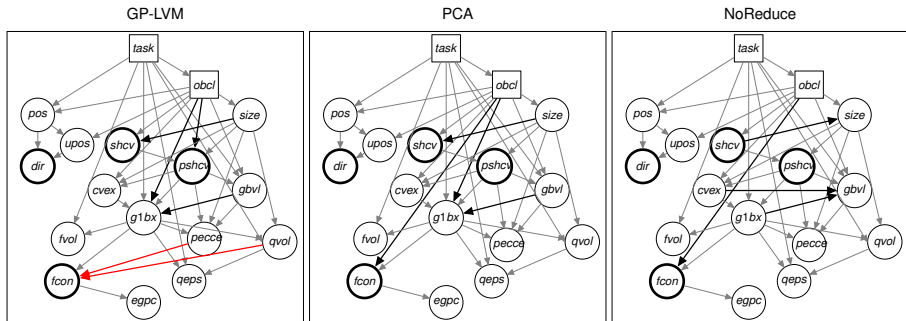 GP-LVM
PCA
NoReduce
task
obcl
pos
size
upos
shcv
dir
pshcv
cvex
gbvl
g1bx
fvol
pecce
qvol
fcon
qeps
egpc
task
obcl
pos
size
upos
shcv
dir
pshcv
cvex
gbvl
g1bx
fvol
pecce
qvol
fcon
qeps
egpc
task
obcl
pos
size
upos
shcv
dir
pshcv
cvex
gbvl
g1bx
fvol
pecce
qvol
fcon
qeps
egpc